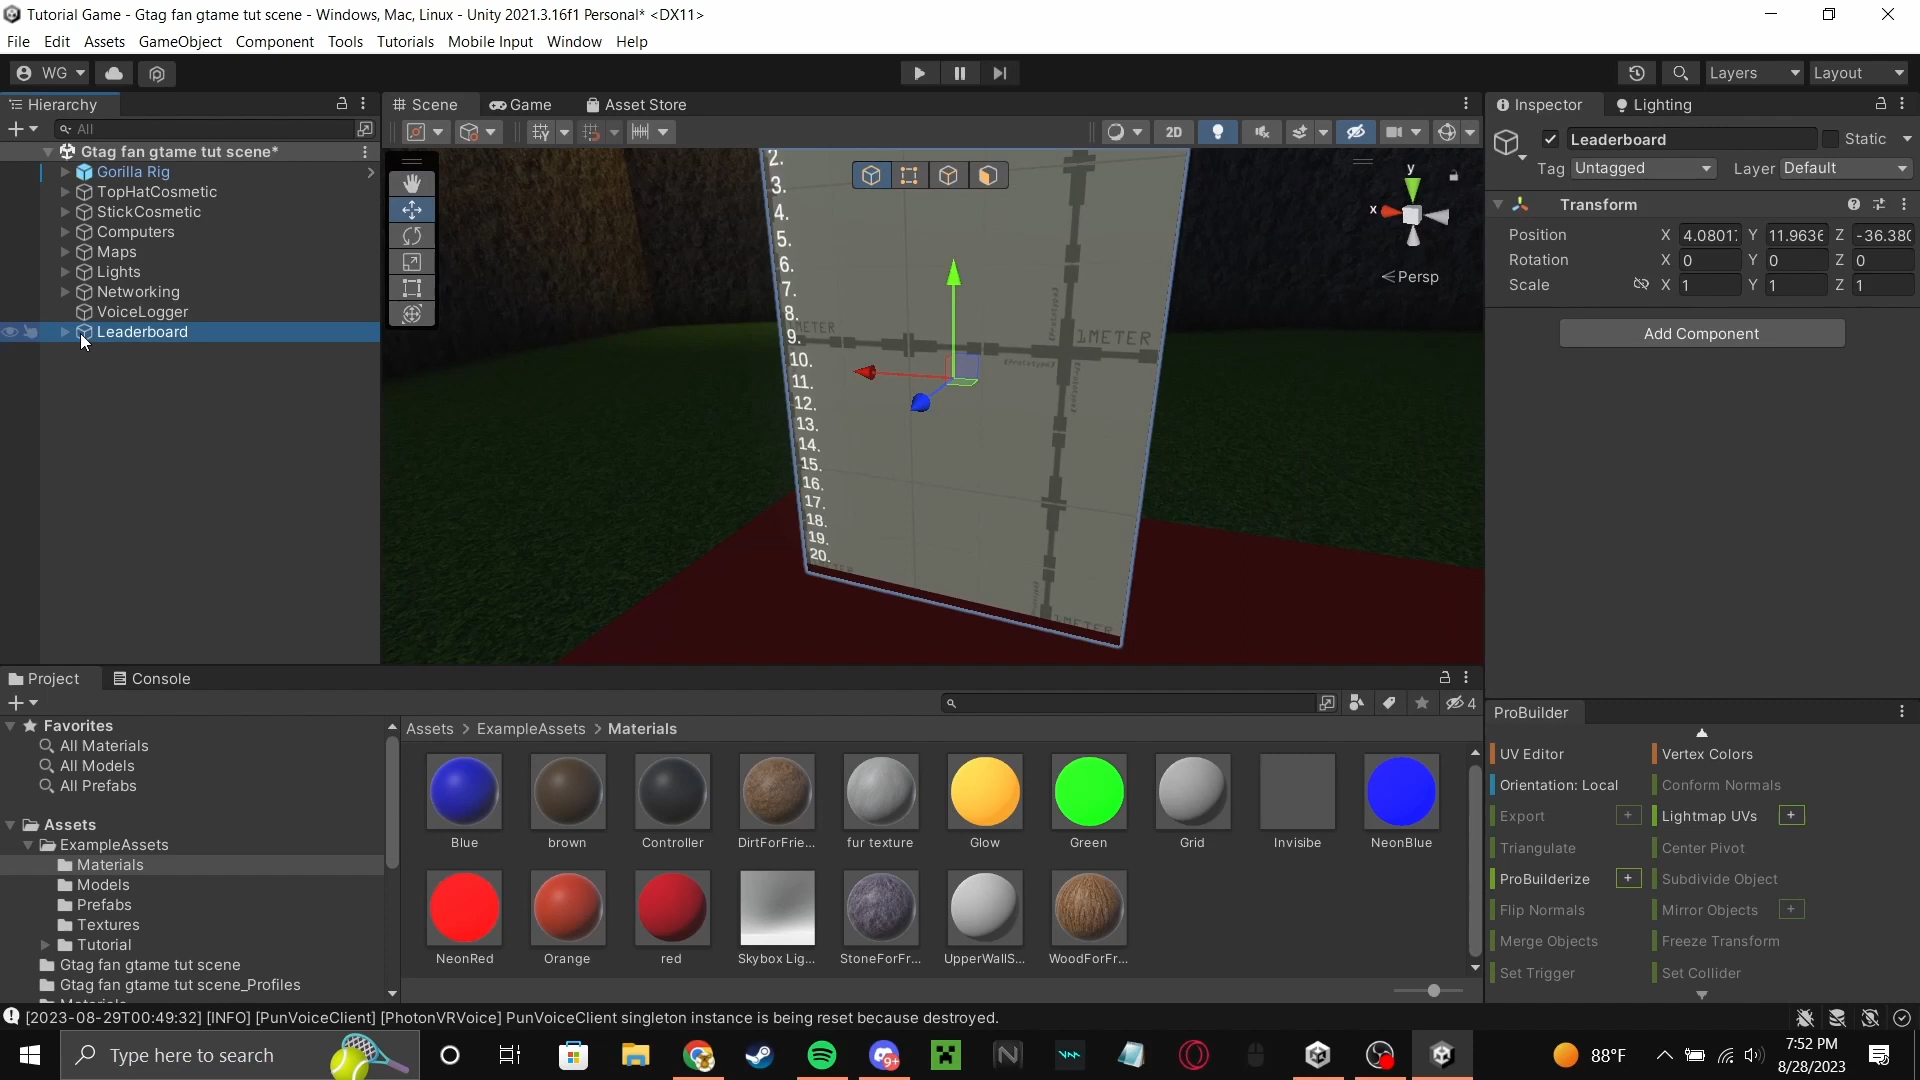 Tutorial Game - Gtag fan gtame tut scene - Windows, Mac, Linux - Unity 2021.3.16f1 Personal* <DX11>
File Edit Assets GameObject Component Tools Tutorials Mobile Input Window Help
WG Layers Layout
Hierarchy
All
Gtag fan gtame tut scene*
Gorilla Rig
TopHatCosmetic
StickCosmetic
Computers
Maps
Lights
Networking
VoiceLogger
Leaderboard
Scene Game Asset Store
2D
2.
3.
4.
5.
6.
7.
8.
9.
10.
11.
12.
13.
14.
15.
16.
17.
18.
19.
20.
1METER
y
x
Persp
Inspector Lighting
Leaderboard Static
Tag Untagged Layer Default
Transform
Position X 4.0801 Y 11.963 Z -36.380
Rotation X 0 Y 0 Z 0
Scale X 1 Y 1 Z 1
Add Component
Project Console
4
Favorites
All Materials
All Models
All Prefabs
Assets
ExampleAssets
Materials
Models
Prefabs
Textures
Tutorial
Gtag fan gtame tut scene
Gtag fan gtame tut scene_Profiles
Assets > ExampleAssets > Materials
Blue brown Controller DirtForFrie... fur texture Glow Green Grid Invisibe NeonBlue
NeonRed Orange red Skybox Lig... StoneForFr... UpperWallS... WoodForFr...
ProBuilder
UV Editor Vertex Colors
Orientation: Local Conform Normals
Export + Lightmap UVs +
Triangulate Center Pivot
ProBuilderize + Subdivide Object
Flip Normals Mirror Objects +
Merge Objects Freeze Transform
Set Trigger Set Collider
[2023-08-29T00:49:32] [INFO] [PunVoiceClient] [PhotonVRVoice] PunVoiceClient singleton instance is being reset because destroyed.
Type here to search
9+
88°F
7:52 PM
8/28/2023